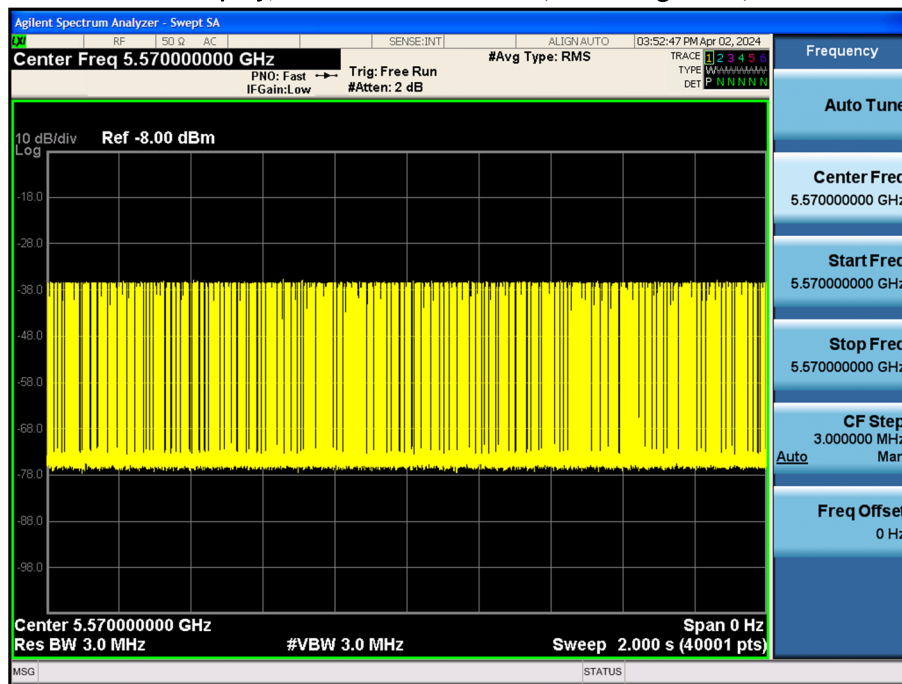 Agilent Spectrum Analyzer - Swept SA
LXI RF 50 Ω AC SENSE:INT ALIGN AUTO 03:52:47 PM Apr 02, 2024
Center Freq 5.570000000 GHz
PNO: Fast
IFGain:Low
Trig: Free Run
#Atten: 2 dB
#Avg Type: RMS
TRACE 1 2 3 4 5 6
TYPE
DET P N N N N N
10 dB/div Ref -8.00 dBm
Log
-18.0
-28.0
-38.0
-48.0
-58.0
-68.0
-78.0
-88.0
-98.0
Center 5.570000000 GHz Span 0 Hz
Res BW 3.0 MHz #VBW 3.0 MHz Sweep 2.000 s (40001 pts)
MSG STATUS
Frequency
Auto Tune
Center Freq
5.570000000 GHz
Start Freq
5.570000000 GHz
Stop Freq
5.570000000 GHz
CF Step
3.000000 MHz
Auto Man
Freq Offset
0 Hz